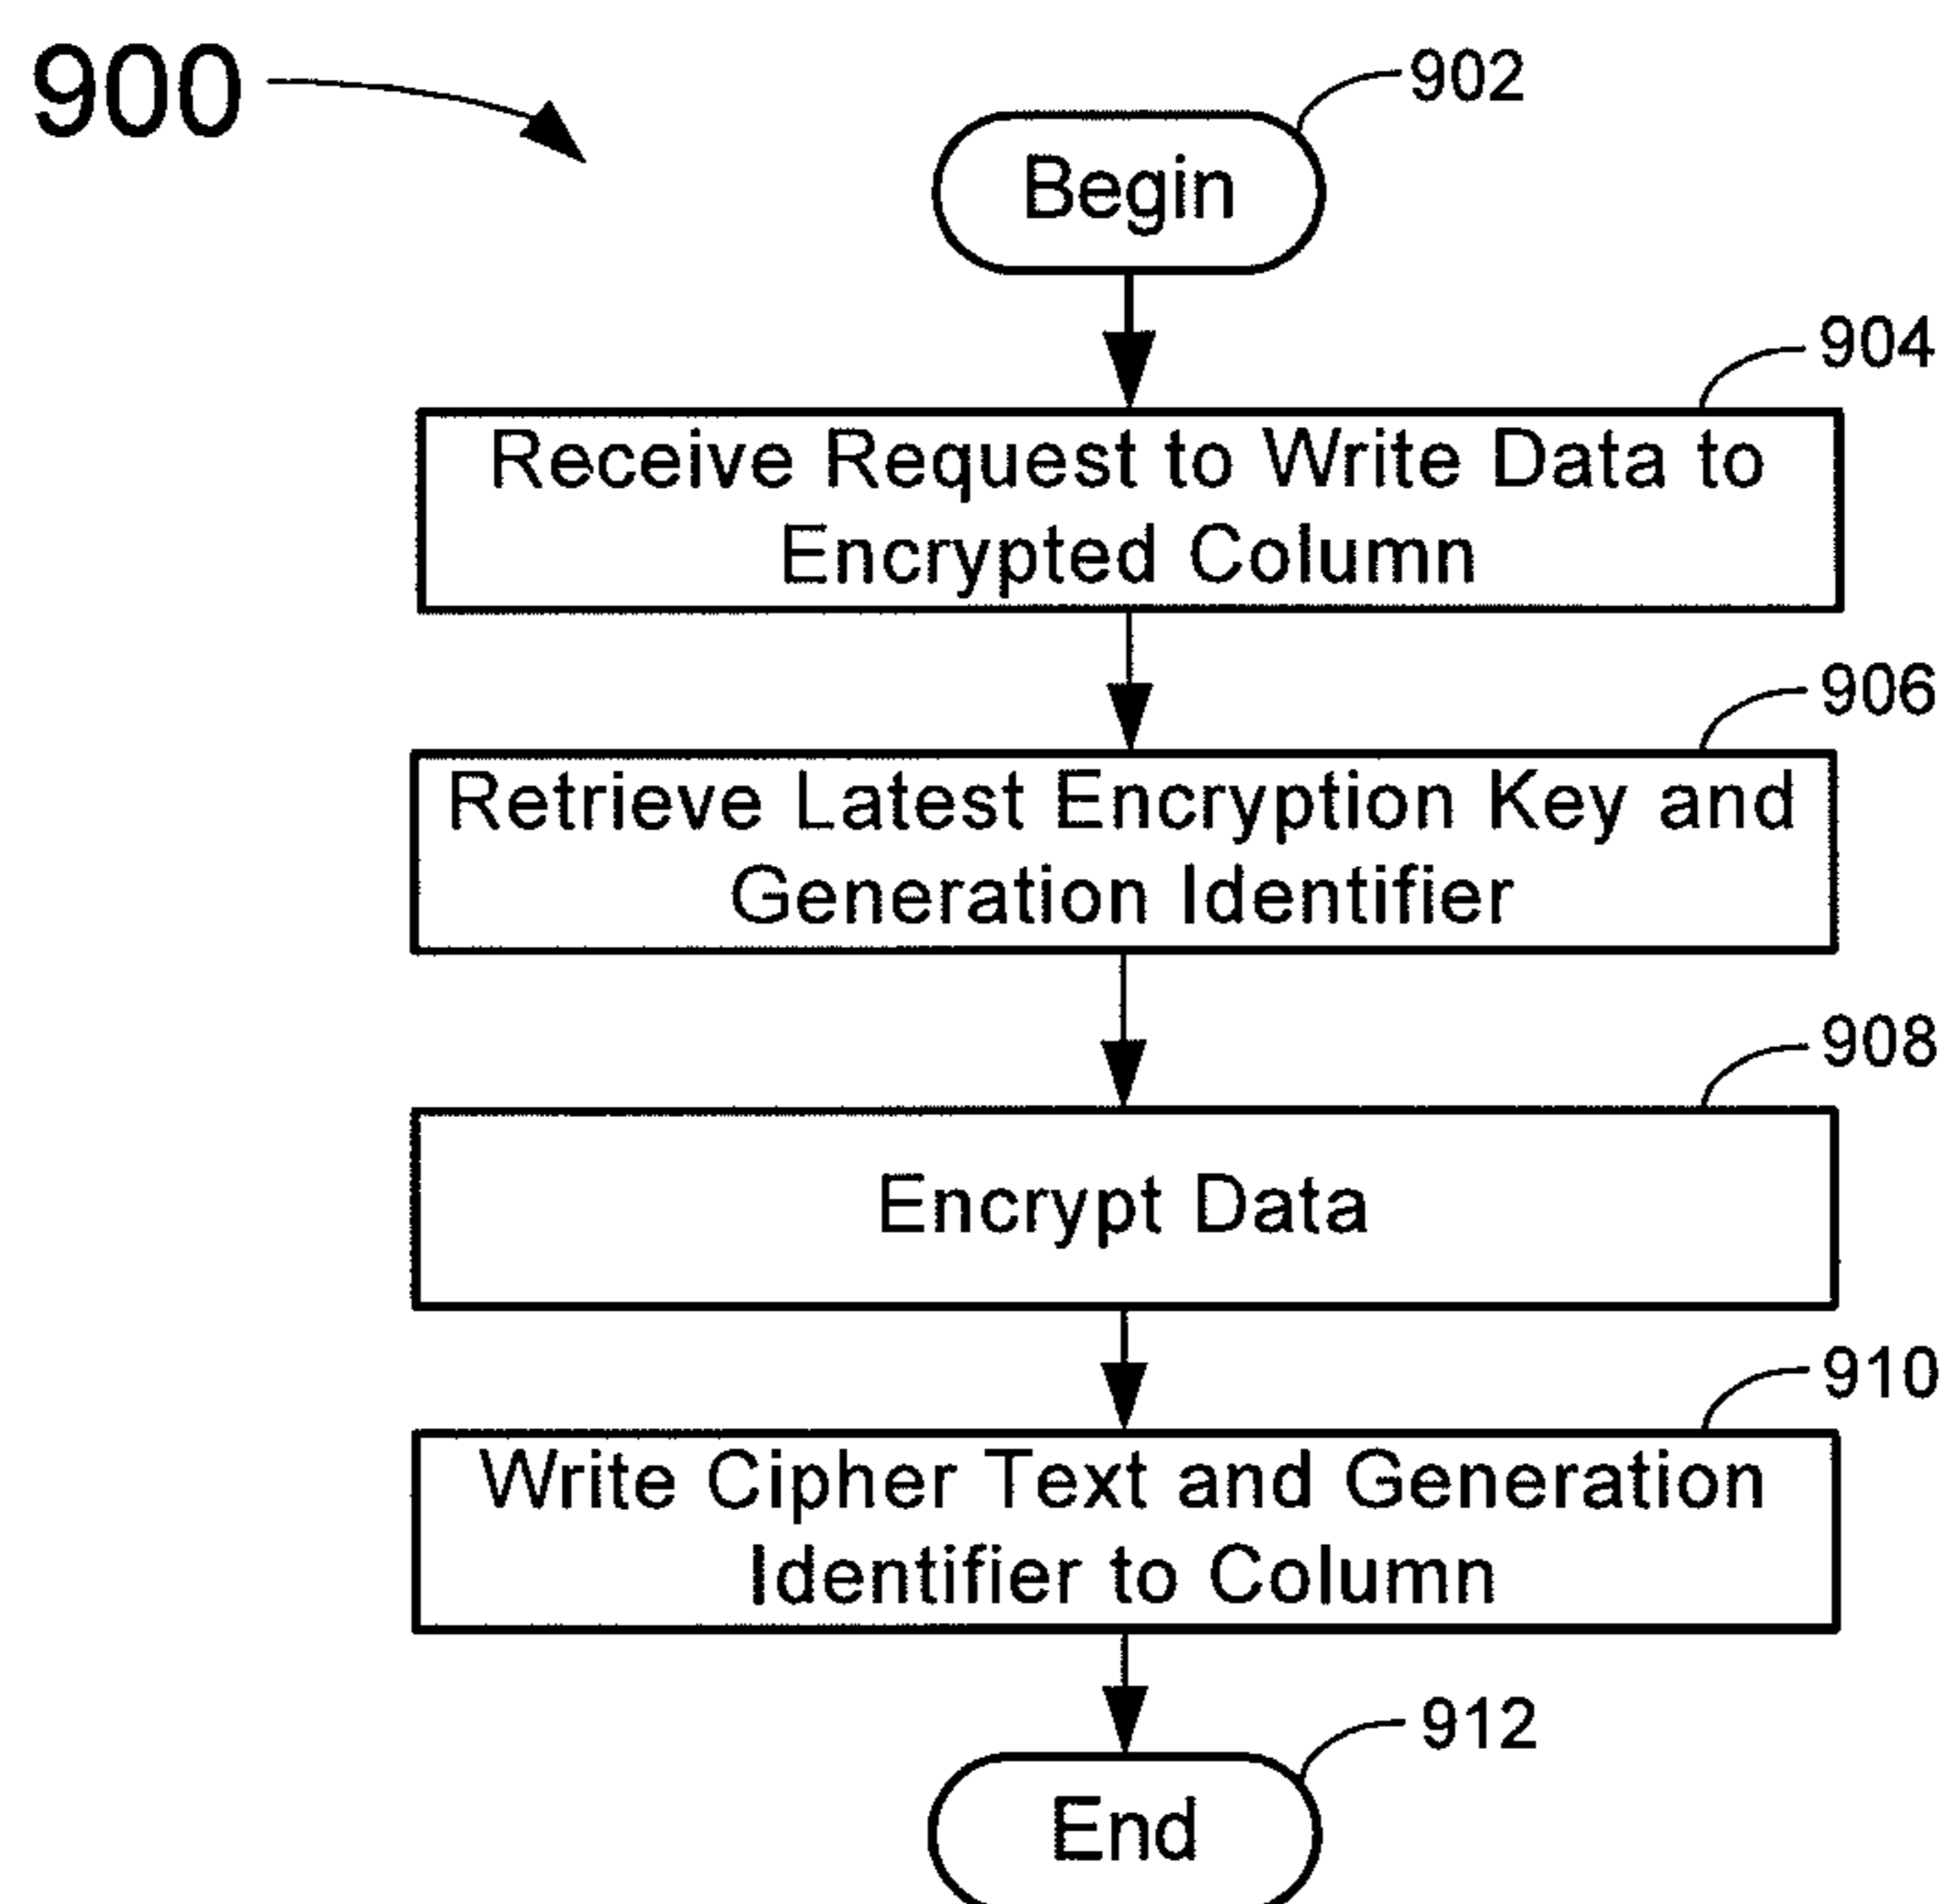 900
902
Begin
904
Receive Request to Write Data to
Encrypted Column
906
Retrieve Latest Encryption Key and
Generation Identifier
908
Encrypt Data
910
Write Cipher Text and Generation
Identifier to Column
912
End